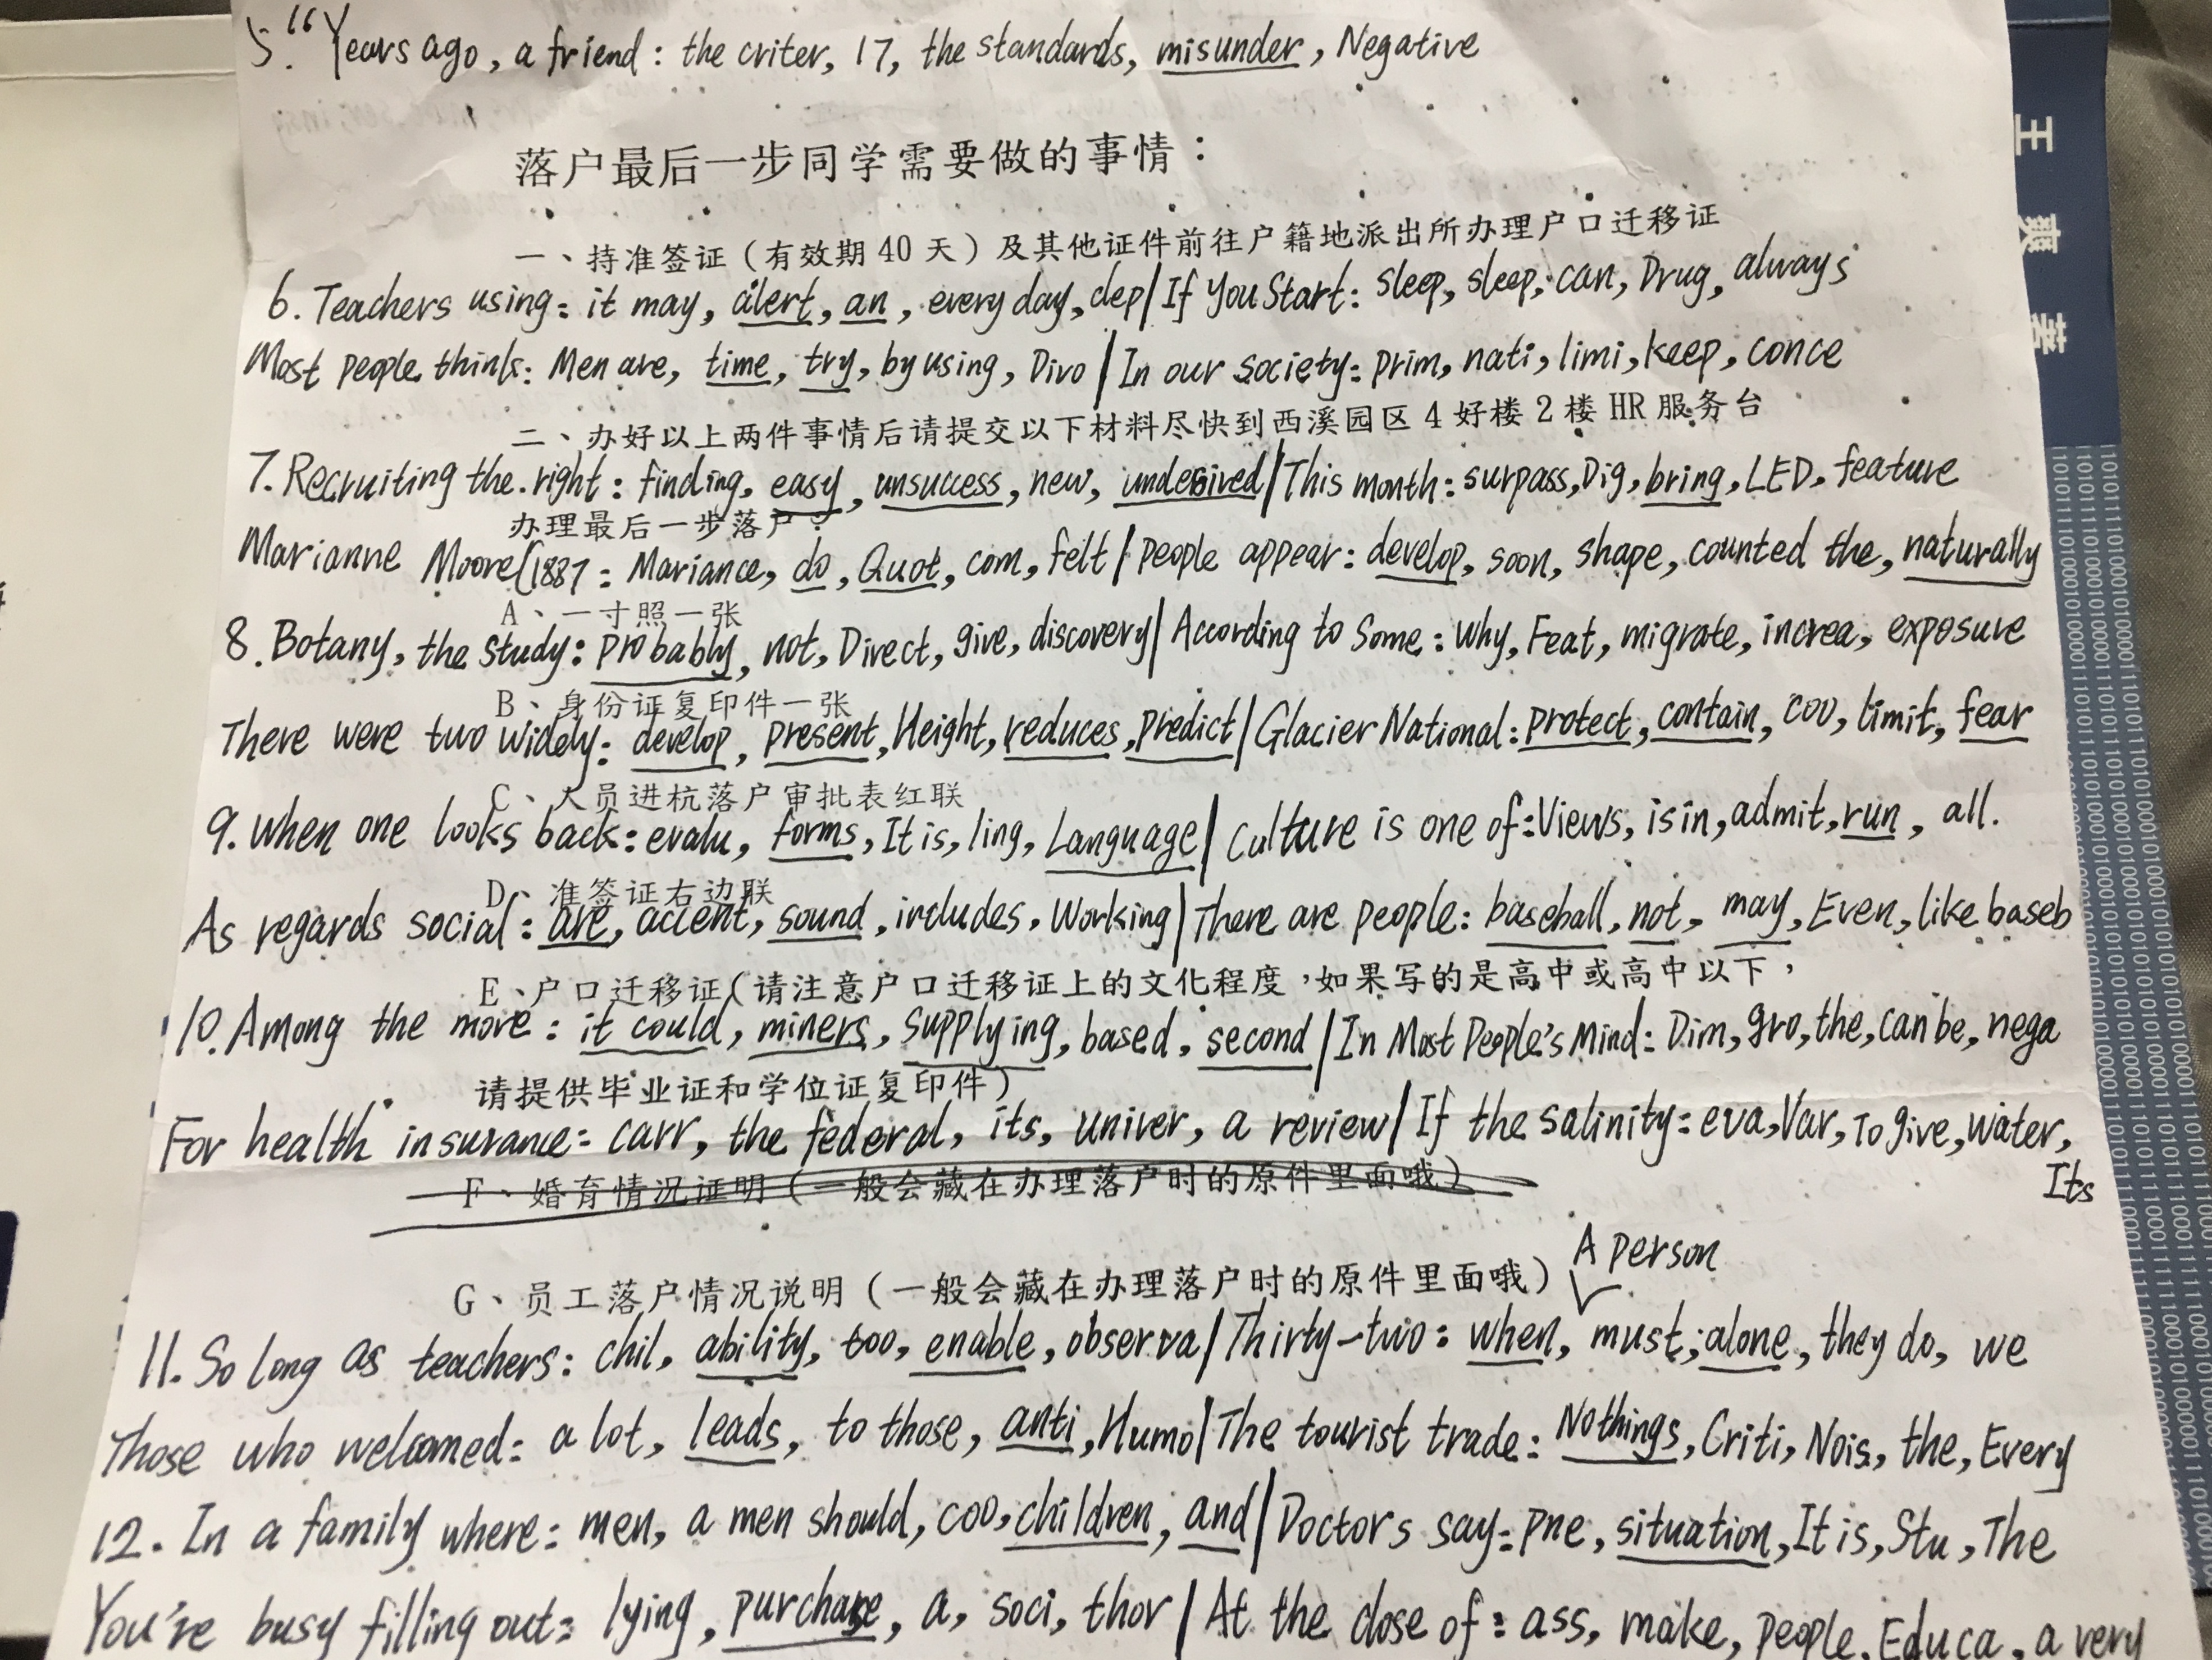 5. “Years ago, a friend: the criter, 17, the standards, misunder, Negative
落户最后一步同学需要做的事情：
一、持准签证（有效期 40 天）及其他证件前往户籍地派出所办理户口迁移证
6. Teachers using: it may, alert, an, every day, dep/If You Start: sleep, sleep, can, Drug, always
Most people think: Men are, time, try, by using, Divo/In our society: prim, nati, limi, keep, conce
二、办好以上两件事情后请提交以下材料尽快到西溪园区 4 好楼 2 楼 HR 服务台
7. Recruiting the right: finding, easy, unsuccess, new, undesired/This month: surpass, Dig, bring, LED, feature
办理最后一步落户：
Marianne Moore(1887: Mariance, do, Quot, com, felt/People appear: develop, soon, shape, counted the, naturally
A、一寸照一张
8. Botany, the study: probably, not, Direct, give, discovery/According to Some: Why, Feat, migrate, increa, exposure
B、身份证复印件一张
There were two widely: develop, present, Height, reduces, predict/Glacier National: protect, contain, coo, limit, fear
C、人员进杭落户审批表红联
9. When one looks back: evalu, forms, It is, ling, Language/Culture is one of: Views, is in, admit, run, all.
D、准签证右边联
As regards social: are, accent, sound, includes, Working/There are people: baseball, not, may, Even, like baseb
E、户口迁移证（请注意户口迁移证上的文化程度，如果写的是高中或高中以下，
10. Among the more: it could, miners, supplying, based, second/In Most People's Mind: Dim, gro, the, can be, nega
请提供毕业证和学位证复印件）
For health insurance: carr, the federal, its, univer, a review/If the salinity: eva, Var, To give, Water,
Its
F、婚育情况证明（一般会藏在办理落户时的原件里面哦）
A person
G、员工落户情况说明（一般会藏在办理落户时的原件里面哦）
11. So long as teachers: chil, ability, too, enable, observa/Thirty-two: when, must, alone, they do, we
Those who welcomed: a lot, leads, to those, anti, Humo/The tourist trade: Nothings, Criti, Nois, the, Every
12. In a family where: men, a men should, coo, children, and/Doctors say: pne, situation, It is, Stu, The
You're busy filling out: lying, purchase, a, soci, thor/At the close of: ass, make, people, Educa, a very
王爽 著